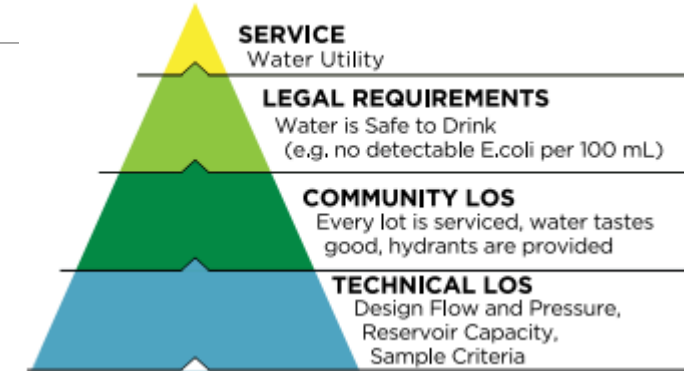 SERVICE
Water Utility
LEGAL REQUIREMENTS
Water is Safe to Drink
(e.g. no detectable E.coli per 100 mL)
COMMUNITY LOS
Every lot is serviced, water tastes
good, hydrants are provided
TECHNICAL LOS
Design Flow and Pressure,
Reservoir Capacity,
Sample Criteria